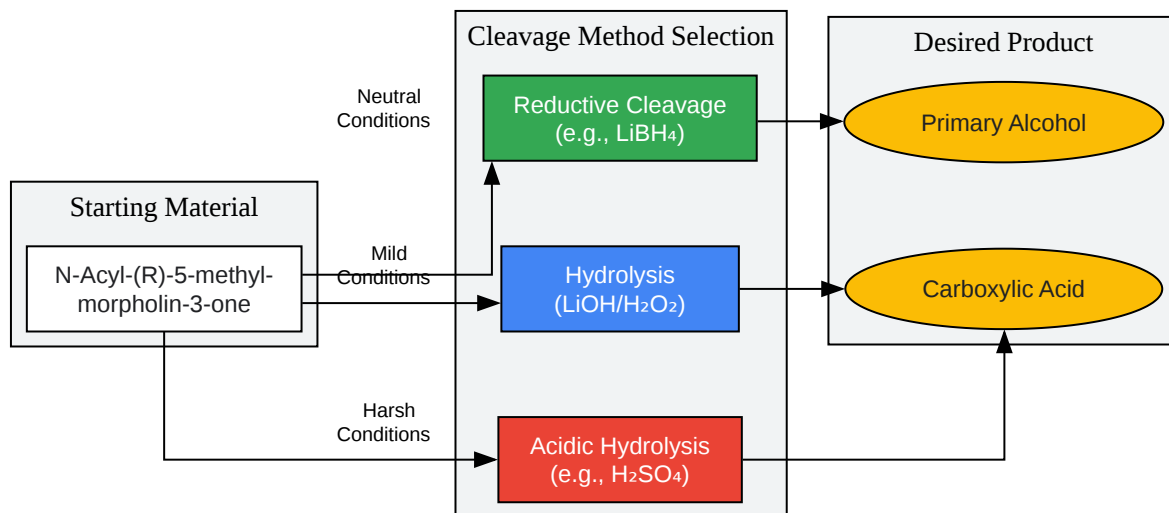 Cleavage Method Selection
Desired Product
Neutral
Conditions
Reductive Cleavage
(e.g., LiBH₄)
Primary Alcohol
Starting Material
N-Acyl-(R)-5-methyl-
morpholin-3-one
Mild
Conditions
Hydrolysis
(LiOH/H₂O₂)
Carboxylic Acid
Harsh
Conditions
Acidic Hydrolysis
(e.g., H₂SO₄)